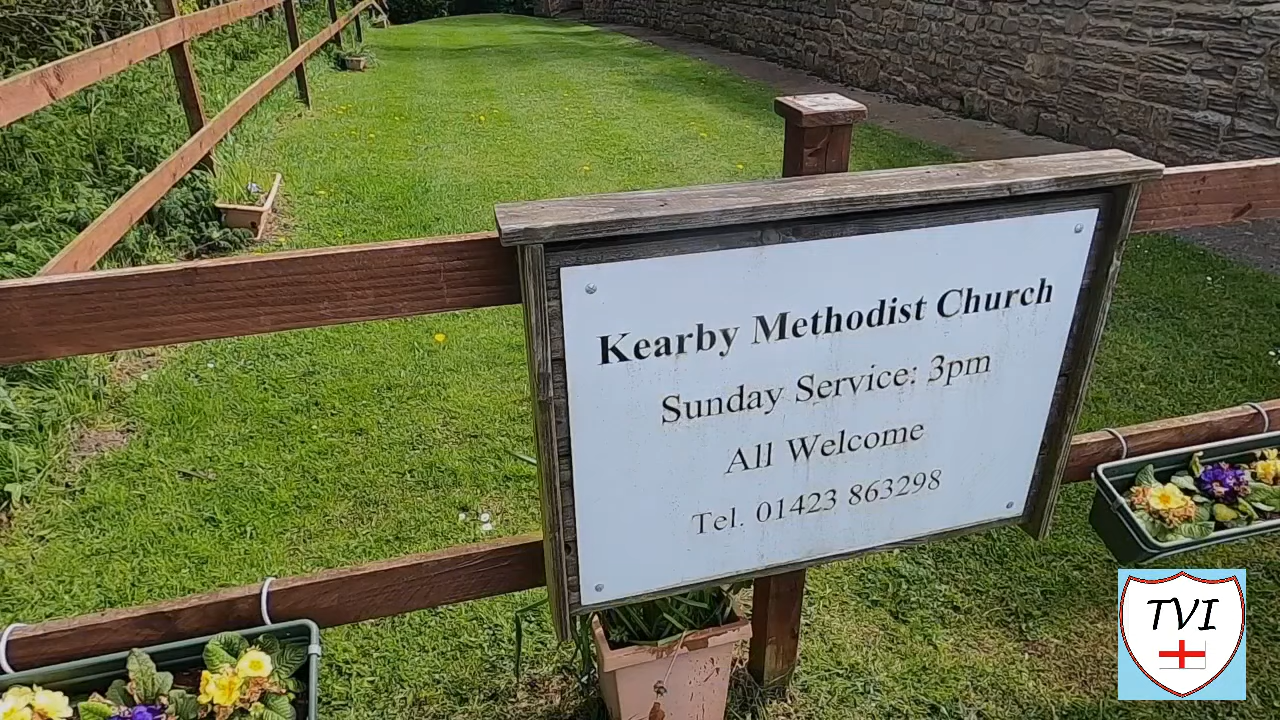 Kearby Methodist Church
Sunday Service: 3pm
All Welcome
Tel. 01423 863298
TVI